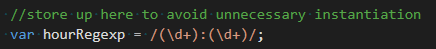 //store up here to avoid unnecessary instantiation
var hourRegexp = /(\d+):(\d+)/;